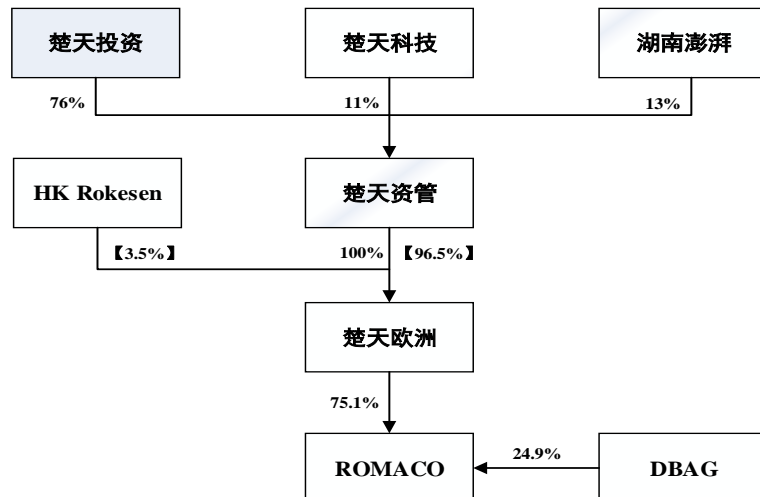 楚天投资
楚天科技
湖南澎湃
76%
11%
13%
HK Rokesen
楚天资管
【3.5%】
100%
【96.5%】
楚天欧洲
75.1%
ROMACO
24.9%
DBAG